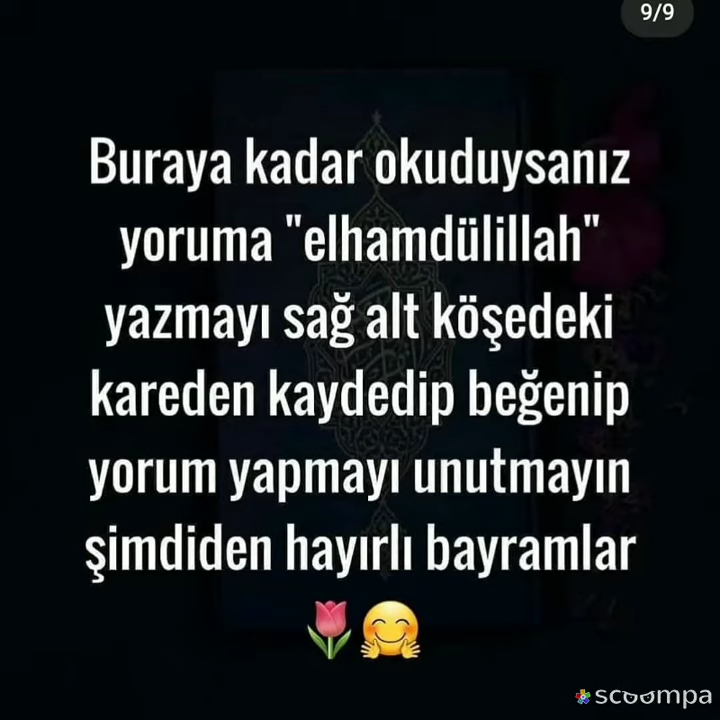 9/9
Buraya kadar okuduysanız
yoruma "elhamdülillah"
yazmayı sağ alt köşedeki
kareden kaydedip beğenip
yorum yapmayı unutmayın
şimdiden hayırlı bayramlar
🌷🤗
scoompa